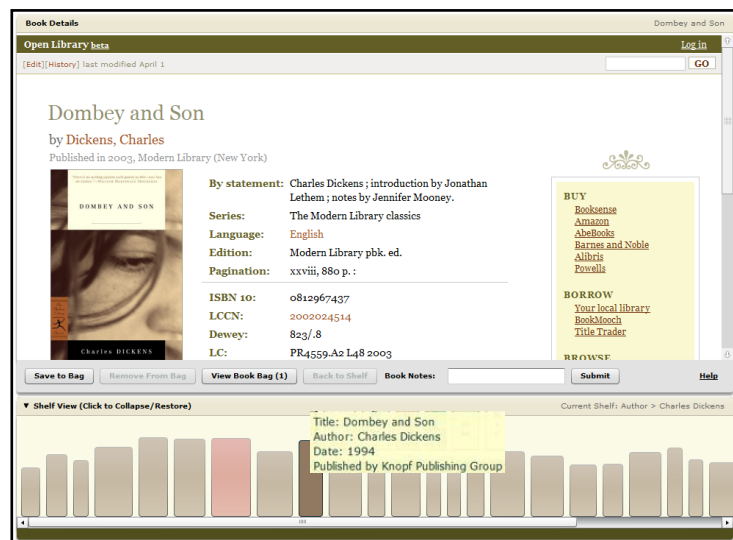 Book Details Dombey and Son
Open Library beta Log in
[Edit][History] last modified April 1 GO
Dombey and Son
by Dickens, Charles
Published in 2003, Modern Library (New York)
DOMBEY AND SON
Charles DICKENS
By statement: Charles Dickens ; introduction by Jonathan
Lethem ; notes by Jennifer Mooney.
Series: The Modern Library classics
Language: English
Edition: Modern Library pbk. ed.
Pagination: xxviii, 880 p. :
ISBN 10: 0812967437
LCCN: 2002024514
Dewey: 823/.8
LC: PR4559.A2 L48 2003
BUY
Booksense
Amazon
AbeBooks
Barnes and Noble
Alibris
Powells
BORROW
Your local library
BookMooch
Title Trader
BROWSE
Save to Bag Remove From Bag View Book Bag (1) Back to Shelf Book Notes: Submit Help
▼ Shelf View (Click to Collapse/Restore) Current Shelf: Author > Charles Dickens
Title: Dombey and Son
Author: Charles Dickens
Date: 1994
Published by Knopf Publishing Group